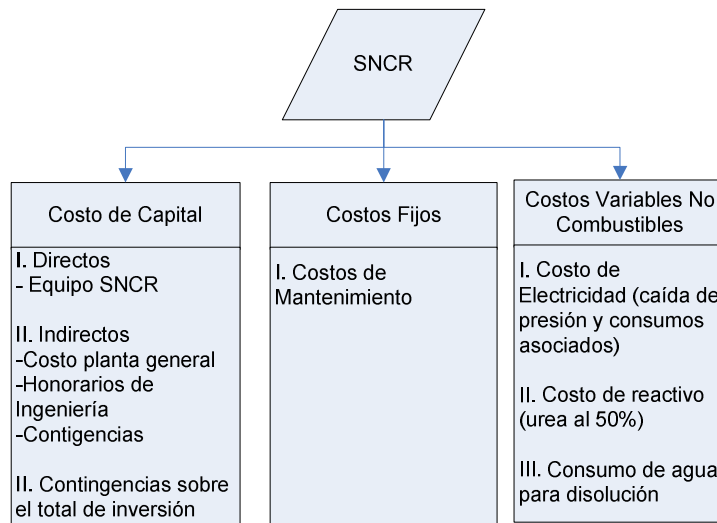 SNCR
Costo de Capital
I. Directos
- Equipo SNCR
II. Indirectos
-Costo planta general
-Honorarios de
Ingeniería
-Contigencias
II. Contingencias sobre
el total de inversión
Costos Fijos
I. Costos de
Mantenimiento
Costos Variables No
Combustibles
I. Costo de
Electricidad (caída de
presión y consumos
asociados)
II. Costo de reactivo
(urea al 50%)
III. Consumo de agua
para disolución